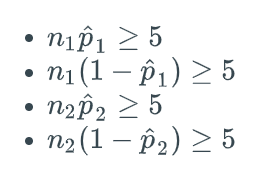 • n₁p̂₁ ≥ 5
• n₁(1 − p̂₁) ≥ 5
• n₂p̂₂ ≥ 5
• n₂(1 − p̂₂) ≥ 5